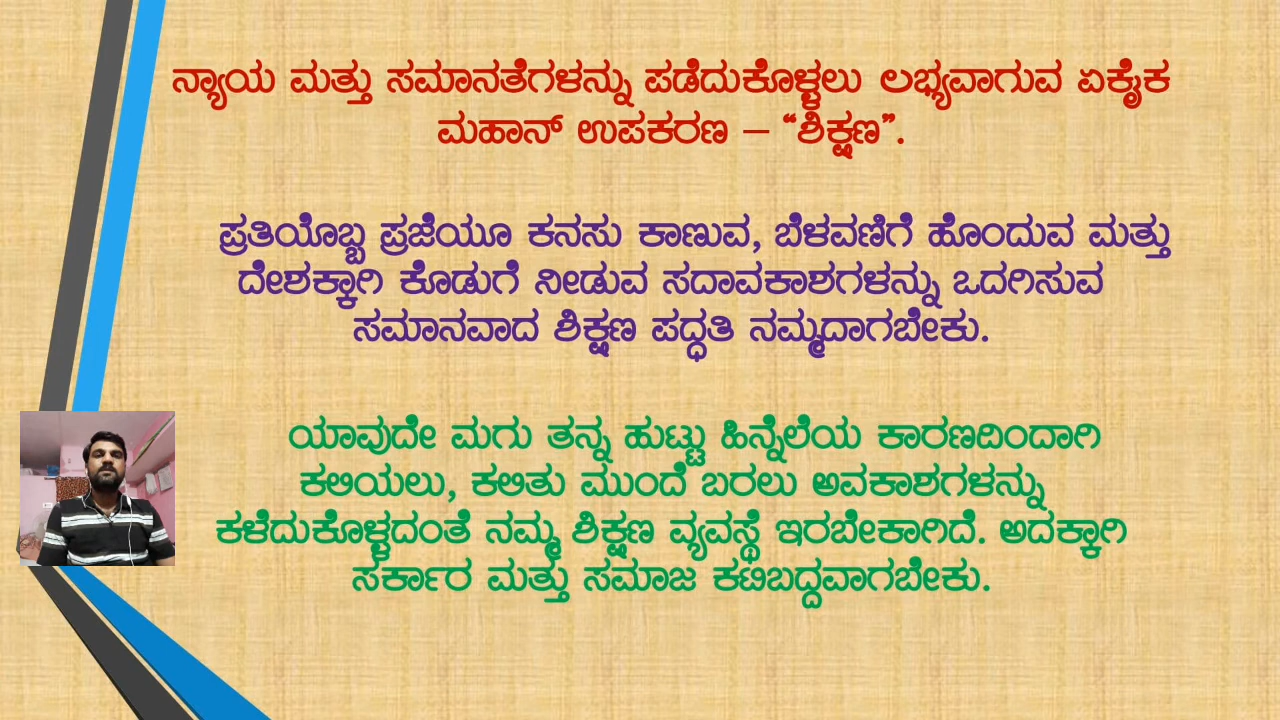 ನ್ಯಾಯ ಮತ್ತು ಸಮಾನತೆಗಳನ್ನು ಪಡೆದುಕೊಳ್ಳಲು ಲಭ್ಯವಾಗುವ ಏಕೈಕ
ಮಹಾನ್ ಉಪಕರಣ – “ಶಿಕ್ಷಣ”.
ಪ್ರತಿಯೊಬ್ಬ ಪ್ರಜೆಯೂ ಕನಸು ಕಾಣುವ, ಬೆಳವಣಿಗೆ ಹೊಂದುವ ಮತ್ತು
ದೇಶಕ್ಕಾಗಿ ಕೊಡುಗೆ ನೀಡುವ ಸದಾವಕಾಶಗಳನ್ನು ಒದಗಿಸುವ
ಸಮಾನವಾದ ಶಿಕ್ಷಣ ಪದ್ಧತಿ ನಮ್ಮದಾಗಬೇಕು.
ಯಾವುದೇ ಮಗು ತನ್ನ ಹುಟ್ಟು ಹಿನ್ನೆಲೆಯ ಕಾರಣದಿಂದಾಗಿ
ಕಲಿಯಲು, ಕಲಿತು ಮುಂದೆ ಬರಲು ಅವಕಾಶಗಳನ್ನು
ಕಳೆದುಕೊಳ್ಳದಂತೆ ನಮ್ಮ ಶಿಕ್ಷಣ ವ್ಯವಸ್ಥೆ ಇರಬೇಕಾಗಿದೆ. ಅದಕ್ಕಾಗಿ
ಸರ್ಕಾರ ಮತ್ತು ಸಮಾಜ ಕಟಿಬದ್ದವಾಗಬೇಕು.